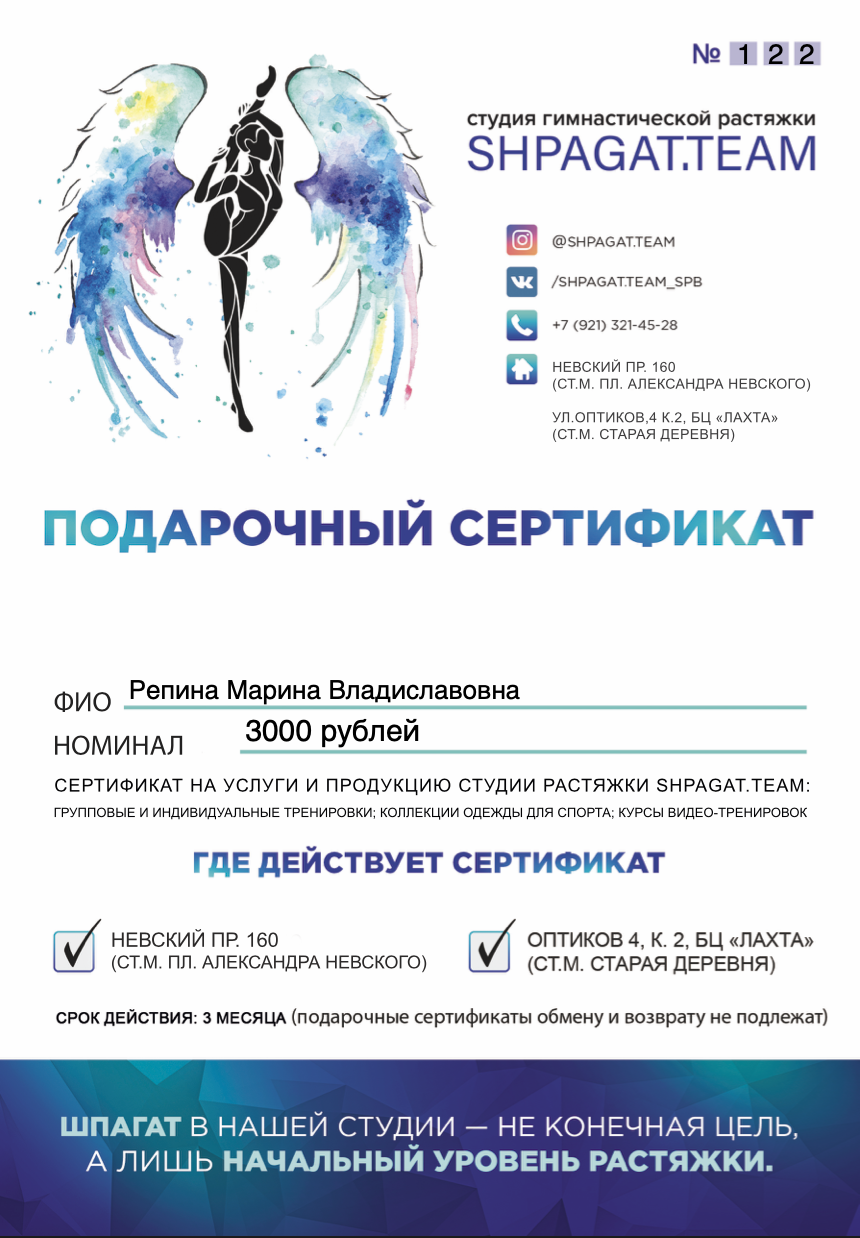 № 1 2 2
студия гимнастической растяжки
SHPAGAT.TEAM
@SHPAGAT.TEAM
/SHPAGAT.TEAM_SPB
+7 (921) 321-45-28
НЕВСКИЙ ПР. 160
(СТ.М. ПЛ. АЛЕКСАНДРА НЕВСКОГО)
УЛ.ОПТИКОВ,4 К.2, БЦ «ЛАХТА»
(СТ.М. СТАРАЯ ДЕРЕВНЯ)
ПОДАРОЧНЫЙ СЕРТИФИКАТ
ФИО Репина Марина Владиславовна
НОМИНАЛ 3000 рублей
СЕРТИФИКАТ НА УСЛУГИ И ПРОДУКЦИЮ СТУДИИ РАСТЯЖКИ SHPAGAT.TEAM:
ГРУППОВЫЕ И ИНДИВИДУАЛЬНЫЕ ТРЕНИРОВКИ; КОЛЛЕКЦИИ ОДЕЖДЫ ДЛЯ СПОРТА; КУРСЫ ВИДЕО-ТРЕНИРОВОК
ГДЕ ДЕЙСТВУЕТ СЕРТИФИКАТ
НЕВСКИЙ ПР. 160
(СТ.М. ПЛ. АЛЕКСАНДРА НЕВСКОГО)
ОПТИКОВ 4, К. 2, БЦ «ЛАХТА»
(СТ.М. СТАРАЯ ДЕРЕВНЯ)
СРОК ДЕЙСТВИЯ: 3 МЕСЯЦА (подарочные сертификаты обмену и возврату не подлежат)
ШПАГАТ В НАШЕЙ СТУДИИ — НЕ КОНЕЧНАЯ ЦЕЛЬ,
А ЛИШЬ НАЧАЛЬНЫЙ УРОВЕНЬ РАСТЯЖКИ.